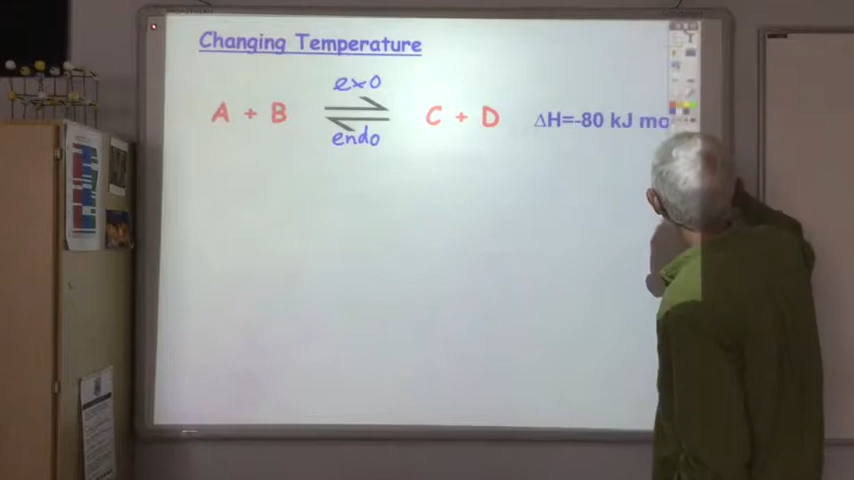 Changing Temperature
exo
A + B ⇌ C + D ΔH=-80 kJ mo
endo